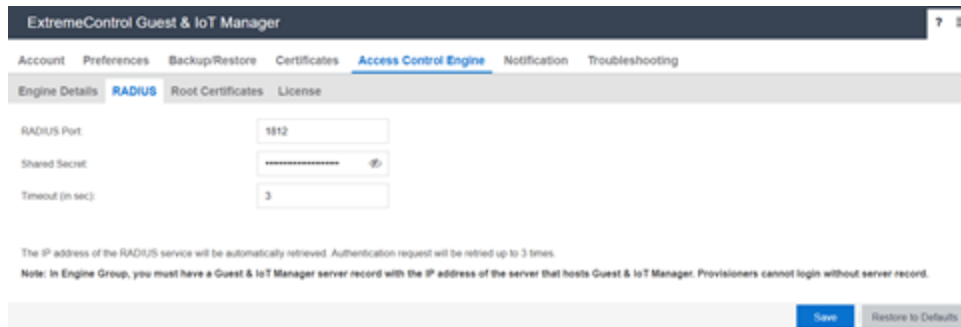 ExtremeControl Guest & IoT Manager
?
Account Preferences Backup/Restore Certificates Access Control Engine Notification Troubleshooting
Engine Details RADIUS Root Certificates License
RADIUS Port: 1812
Shared Secret: ••••••••••••••••••
Timeout (in sec): 3
The IP address of the RADIUS service will be automatically retrieved. Authentication request will be retried up to 3 times.
Note: In Engine Group, you must have a Guest & IoT Manager server record with the IP address of the server that hosts Guest & IoT Manager. Provisioners cannot login without server record.
Save Restore to Defaults